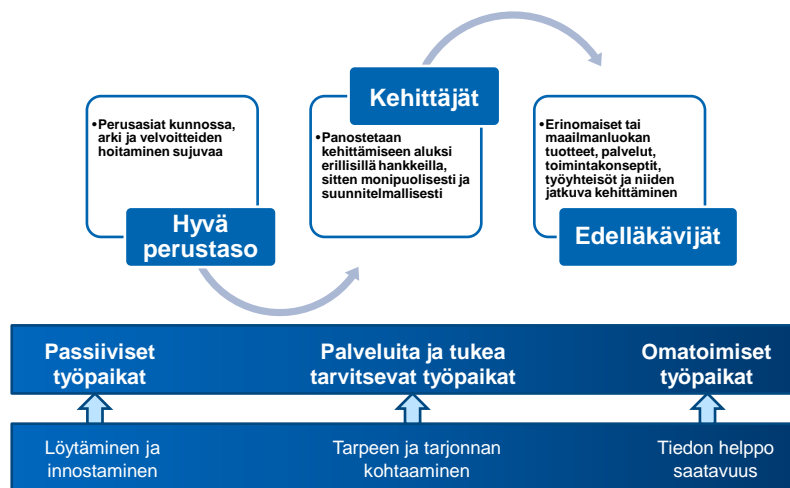 •Perusasiat kunnossa,
arki ja velvoitteiden
hoitaminen sujuvaa
Hyvä
perustaso
Kehittäjät
•Panostetaan
kehittämiseen aluksi
erillisillä hankkeilla,
sitten monipuolisesti ja
suunnitelmallisesti
•Erinomaiset tai
maailmanluokan
tuotteet, palvelut,
toimintakonseptit,
työyhteisöt ja niiden
jatkuva kehittäminen
Edelläkävijät
Passiiviset
työpaikat
Palveluita ja tukea
tarvitsevat työpaikat
Omatoimiset
työpaikat
Löytäminen ja
innostaminen
Tarpeen ja tarjonnan
kohtaaminen
Tiedon helppo
saatavuus